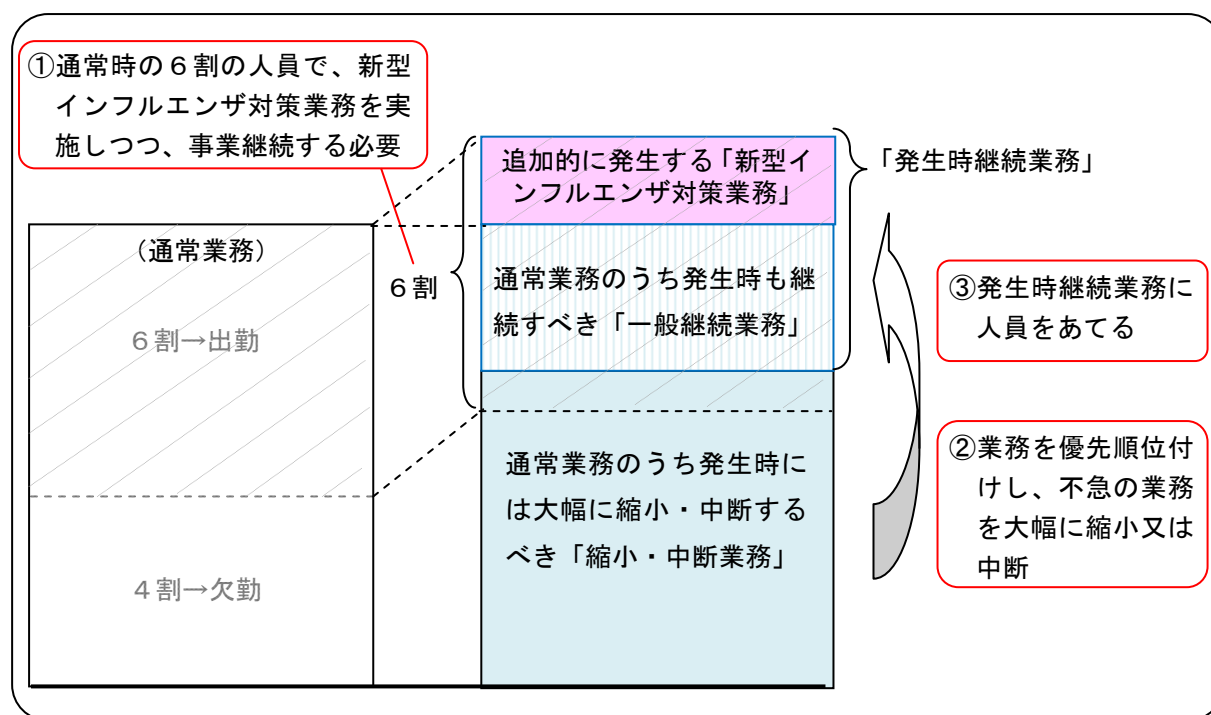 ①通常時の６割の人員で、新型
インフルエンザ対策業務を実
施しつつ、事業継続する必要
追加的に発生する「新型イ
ンフルエンザ対策業務」
「発生時継続業務」
（通常業務）
６割→出勤
６割
通常業務のうち発生時も継
続すべき「一般継続業務」
③発生時継続業務に
人員をあてる
通常業務のうち発生時に
は大幅に縮小・中断する
べき「縮小・中断業務」
②業務を優先順位付
けし、不急の業務
を大幅に縮小又は
中断
４割→欠勤